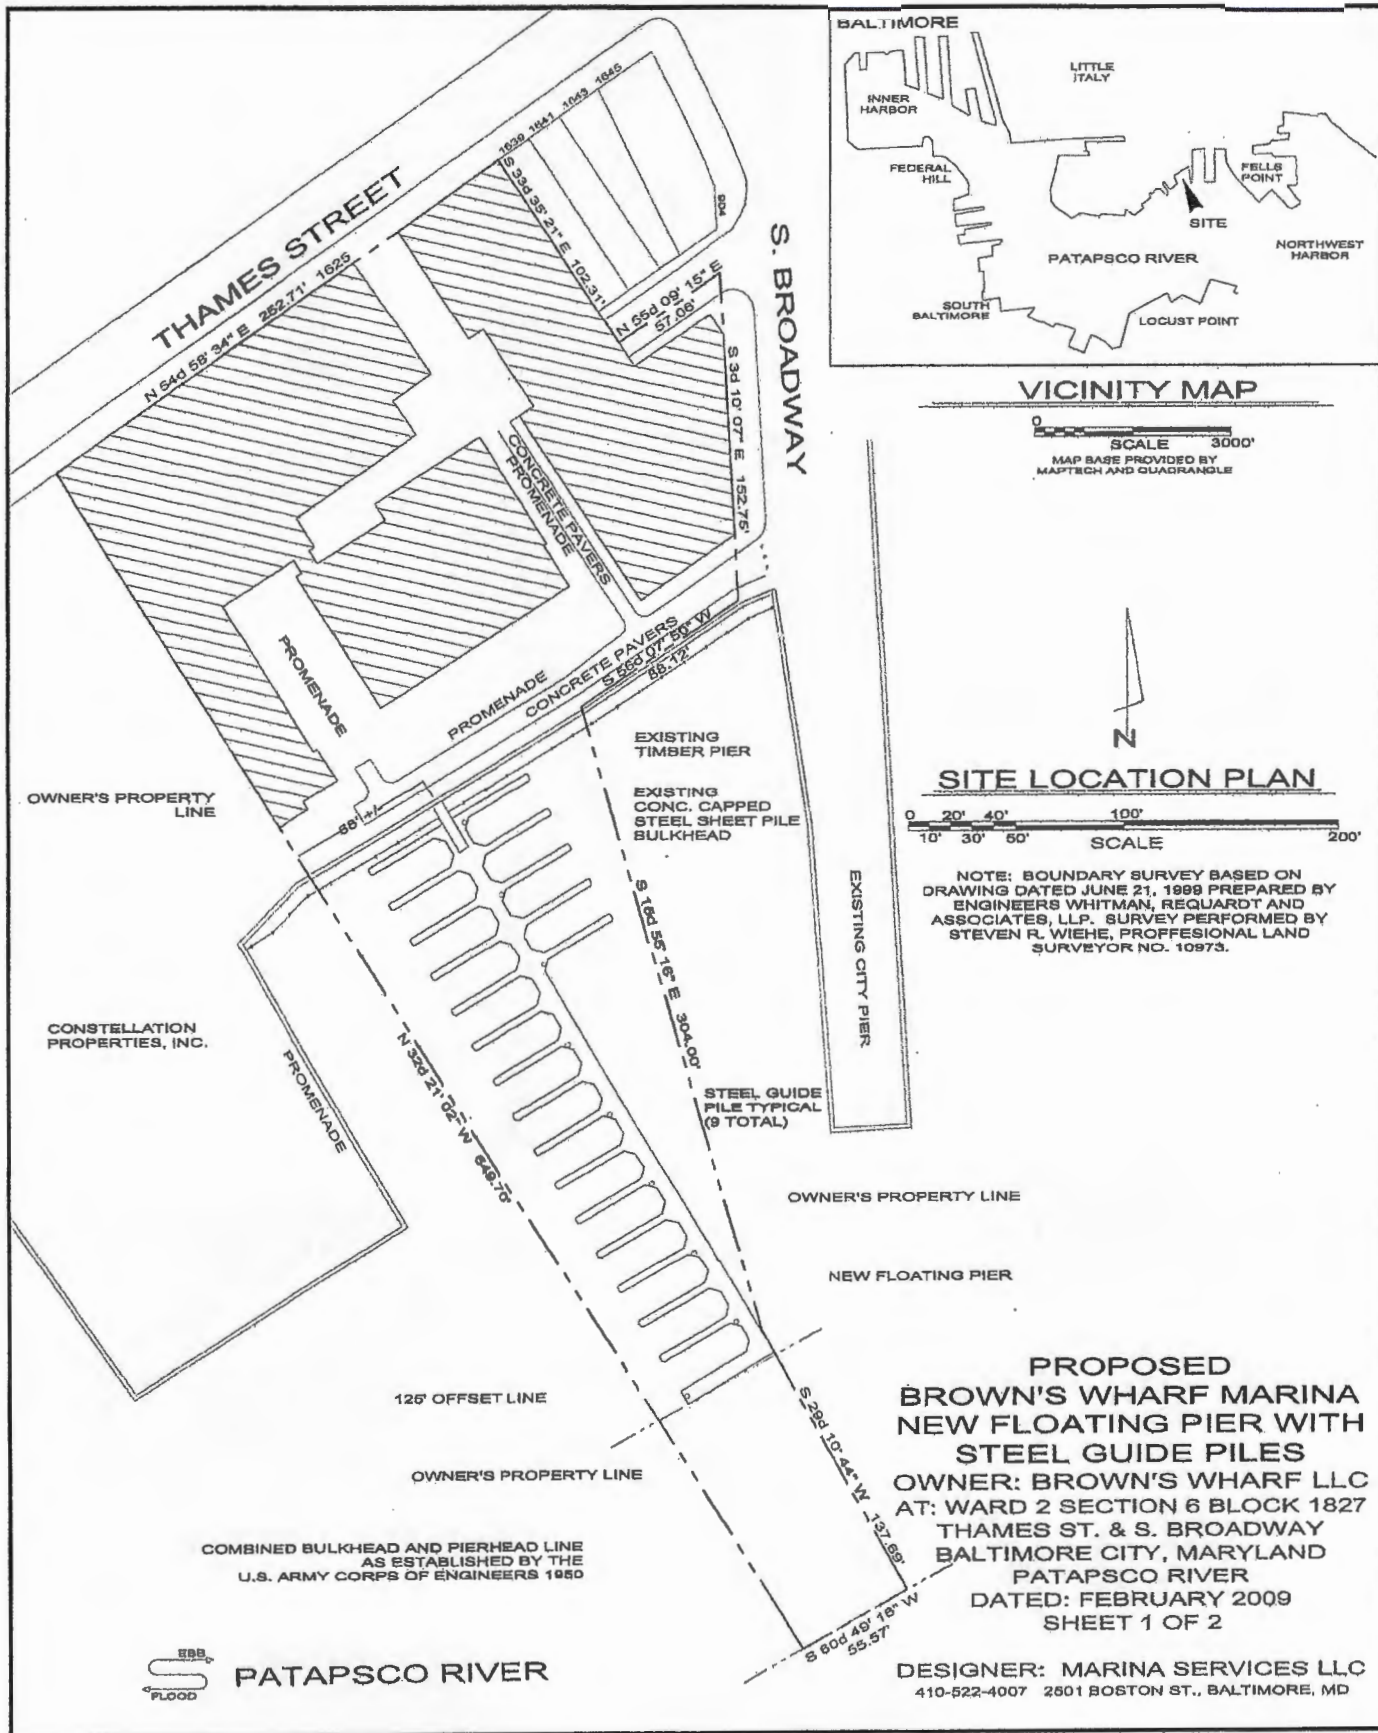 BALTIMORE
LITTLE
ITALY
INNER
HARBOR
FEDERAL
HILL
FELLS
POINT
SITE
NORTHWEST
HARBOR
PATAPSCO RIVER
SOUTH
BALTIMORE
LOCUST POINT
VICINITY MAP
0 3000'
SCALE
MAP BASE PROVIDED BY
MAPTECH AND QUADRANGLE
N
SITE LOCATION PLAN
0 20' 40' 100'
10' 30' 50' 200'
SCALE
NOTE: BOUNDARY SURVEY BASED ON
DRAWING DATED JUNE 21, 1999 PREPARED BY
ENGINEERS WHITMAN, REQUARDT AND
ASSOCIATES, LLP. SURVEY PERFORMED BY
STEVEN R. WIEHE, PROFFESIONAL LAND
SURVEYOR NO. 10973.
THAMES STREET
N 54d 58' 34" E 252.71' 1625
1639 1641 1643 1645
S 33d 35' 21" E 102.31'
904
N 55d 09' 15" E
57.06'
S. BROADWAY
S 3d 10' 07" E 152.75'
CONCRETE PAVERS
PROMENADE
PROMENADE
PROMENADE
CONCRETE PAVERS
S 56d 07' 50" W
88.12'
EXISTING
TIMBER PIER
EXISTING
CONC. CAPPED
STEEL SHEET PILE
BULKHEAD
OWNER'S PROPERTY
LINE
68' +/-
CONSTELLATION
PROPERTIES, INC.
PROMENADE
N 32d 21' 02" W 649.70'
S 16d 55' 16" E 304.00'
EXISTING CITY PIER
STEEL GUIDE
PILE TYPICAL
(9 TOTAL)
OWNER'S PROPERTY LINE
NEW FLOATING PIER
125' OFFSET LINE
OWNER'S PROPERTY LINE
S 29d 10' 44" W 137.69'
COMBINED BULKHEAD AND PIERHEAD LINE
AS ESTABLISHED BY THE
U.S. ARMY CORPS OF ENGINEERS 1950
S 60d 49' 16" W
55.57'
EBB
FLOOD
PATAPSCO RIVER
PROPOSED
BROWN'S WHARF MARINA
NEW FLOATING PIER WITH
STEEL GUIDE PILES
OWNER: BROWN'S WHARF LLC
AT: WARD 2 SECTION 6 BLOCK 1827
THAMES ST. & S. BROADWAY
BALTIMORE CITY, MARYLAND
PATAPSCO RIVER
DATED: FEBRUARY 2009
SHEET 1 OF 2
DESIGNER: MARINA SERVICES LLC
410-522-4007 2501 BOSTON ST., BALTIMORE, MD